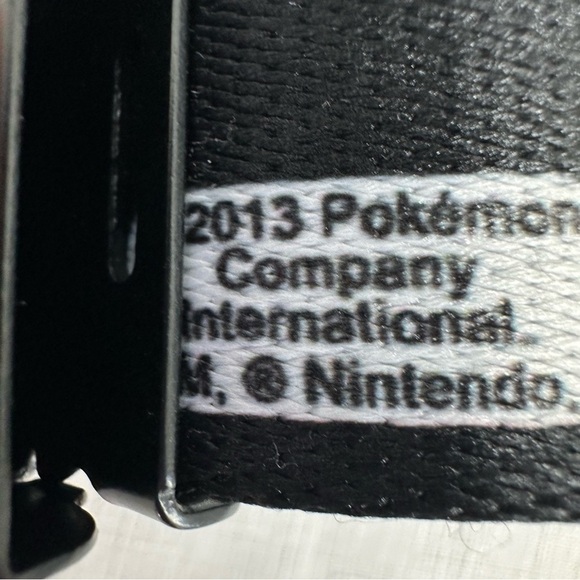 2013 Pokémon
Company
International.
M, ® Nintendo.